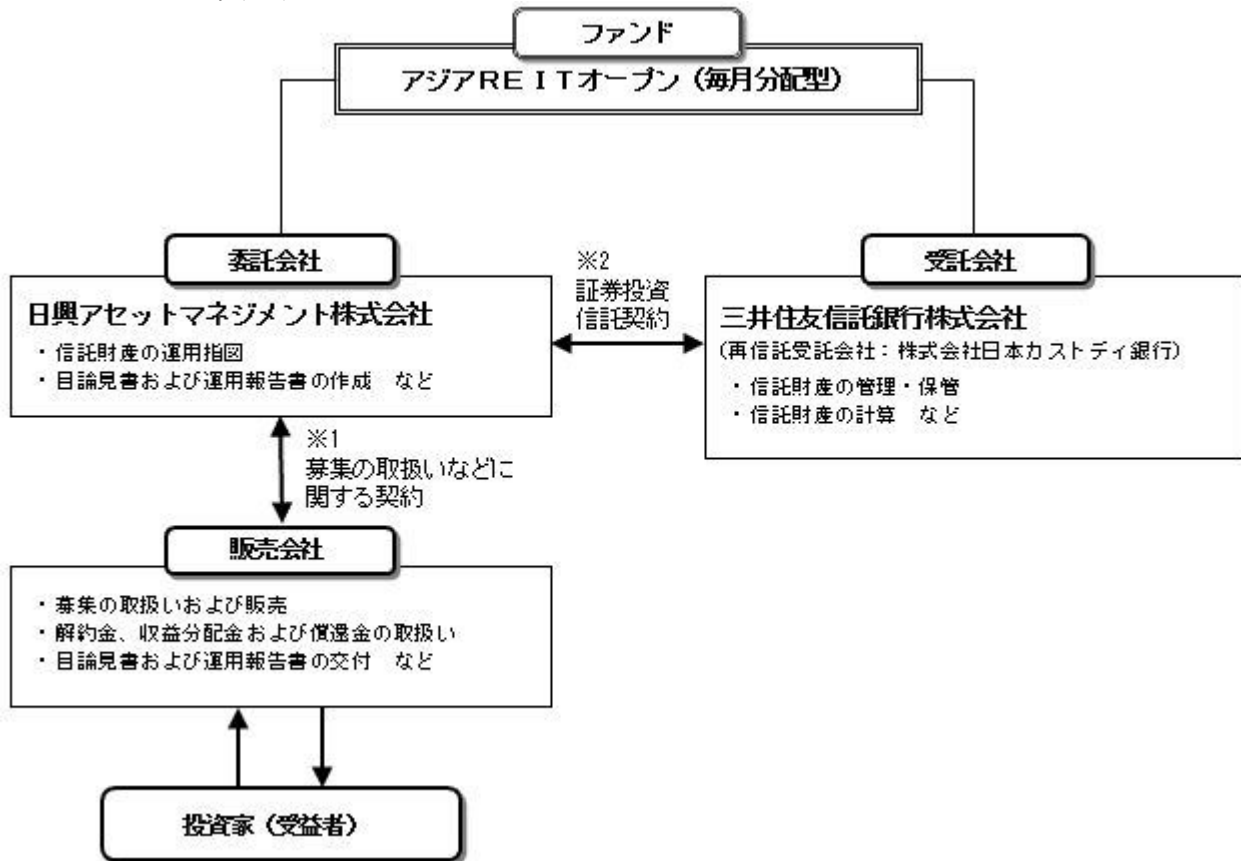 ファンド
アジアREITオープン（毎月分配型）
委託会社
日興アセットマネジメント株式会社
・信託財産の運用指図
・目論見書および運用報告書の作成　など
※2
証券投資
信託契約
受託会社
三井住友信託銀行株式会社
(再信託受託会社：株式会社日本カストディ銀行)
・信託財産の管理・保管
・信託財産の計算　など
※1
募集の取扱いなどに
関する契約
販売会社
・募集の取扱いおよび販売
・解約金、収益分配金および償還金の取扱い
・目論見書および運用報告書の交付　など
投資家（受益者）